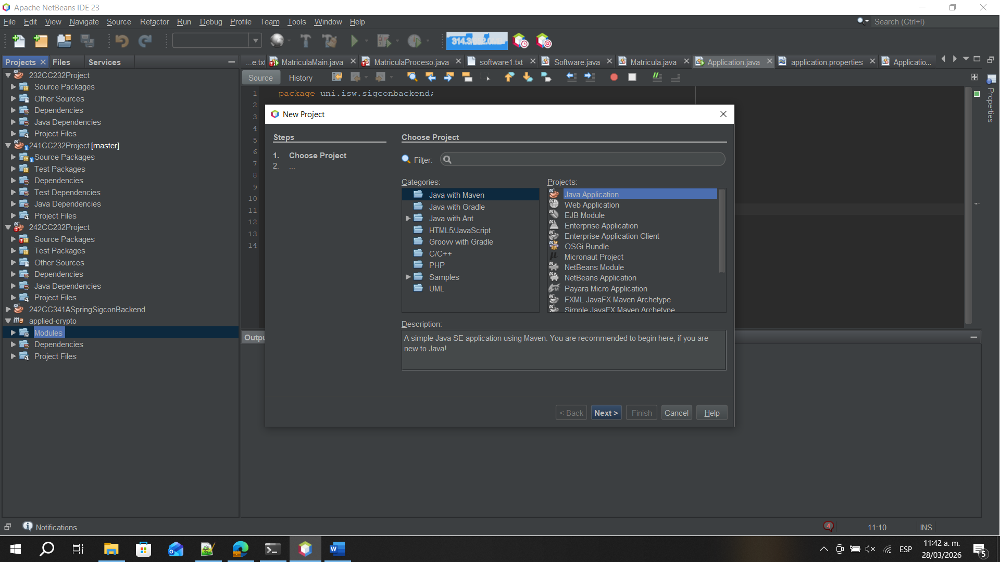 Apache NetBeans IDE 23
File Edit View Navigate Source Refactor Run Debug Profile Team Tools Window Help
Search (Ctrl+I)
Projects Files Services
...e.txt MatriculaMain.java MatriculaProceso.java software1.txt Software.java Matricula.java Application.java application.properties Applicatio...
Source History
Properties
232CC232Project
Source Packages
Other Sources
Dependencies
Java Dependencies
Project Files
241CC232Project [master]
Source Packages
Test Packages
Dependencies
Test Dependencies
Java Dependencies
Project Files
242CC232Project
Source Packages
Test Packages
Other Sources
Dependencies
Java Dependencies
Project Files
242CC341ASpringSigconBackend
applied-crypto
Modules
Dependencies
Project Files
1 package uni.isw.sigconbackend;
2
3
4
5
6
7
8
9
10
11
12
13
14
New Project
Steps
1. Choose Project
2. ...
Choose Project
Filter:
Categories:
Java with Maven
Java with Gradle
Java with Ant
HTML5/JavaScript
Groovv with Gradle
C/C++
PHP
Samples
UML
Projects:
Java Application
Web Application
EJB Module
Enterprise Application
Enterprise Application Client
OSGi Bundle
Micronaut Project
NetBeans Module
NetBeans Application
Payara Micro Application
FXML JavaFX Maven Archetype
Simple JavaFX Maven Archetype
Description:
A simple Java SE application using Maven. You are recommended to begin here, if you are
new to Java!
< Back Next > Finish Cancel Help
Outpu
Notifications
4
11:10
INS
ESP
11:42 a. m.
28/03/2026
5